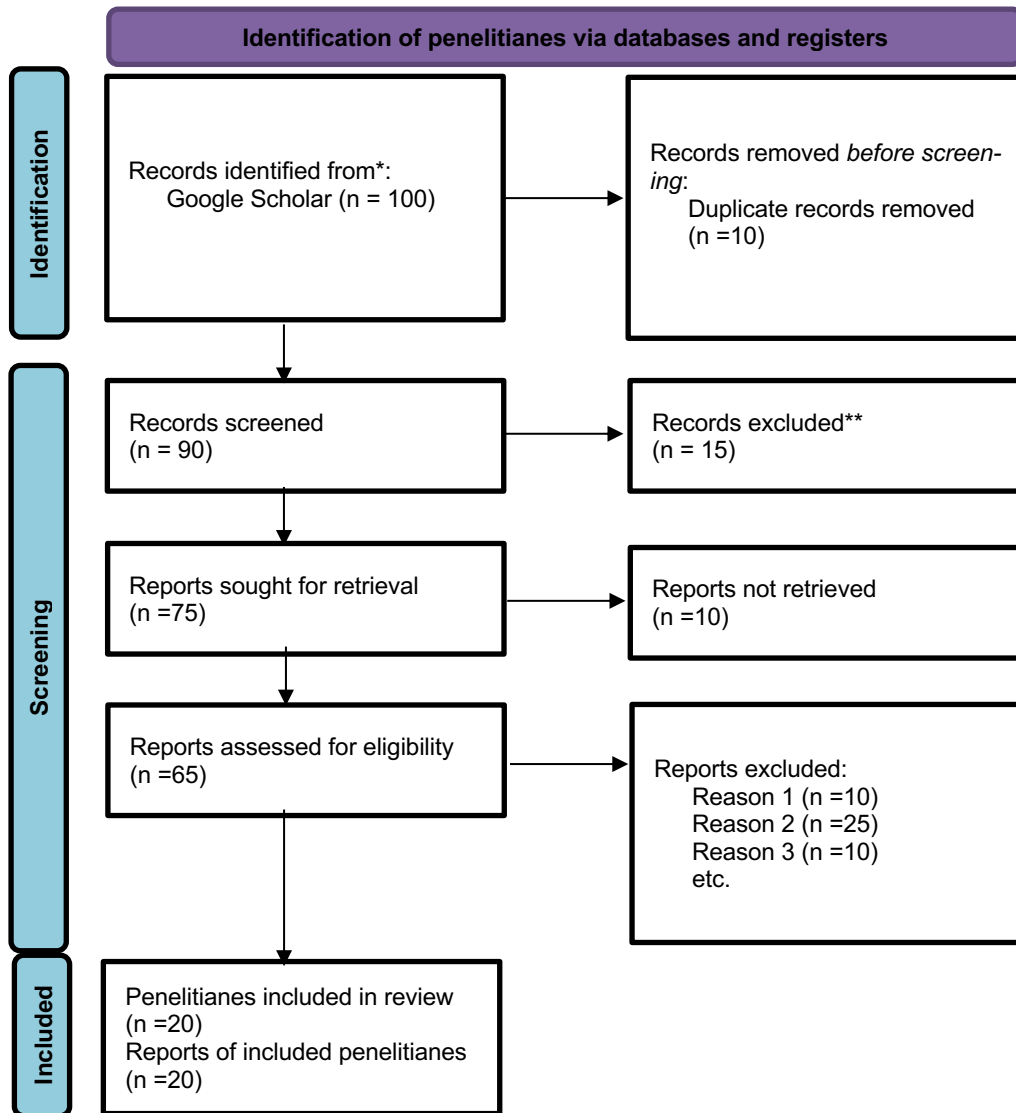 Identification of penelitianes via databases and registers
Identification
Records identified from*:
Google Scholar (n = 100)
Records removed before screen-
ing:
Duplicate records removed
(n =10)
Screening
Records screened
(n = 90)
Records excluded**
(n = 15)
Reports sought for retrieval
(n =75)
Reports not retrieved
(n =10)
Reports assessed for eligibility
(n =65)
Reports excluded:
Reason 1 (n =10)
Reason 2 (n =25)
Reason 3 (n =10)
etc.
Included
Penelitianes included in review
(n =20)
Reports of included penelitianes
(n =20)